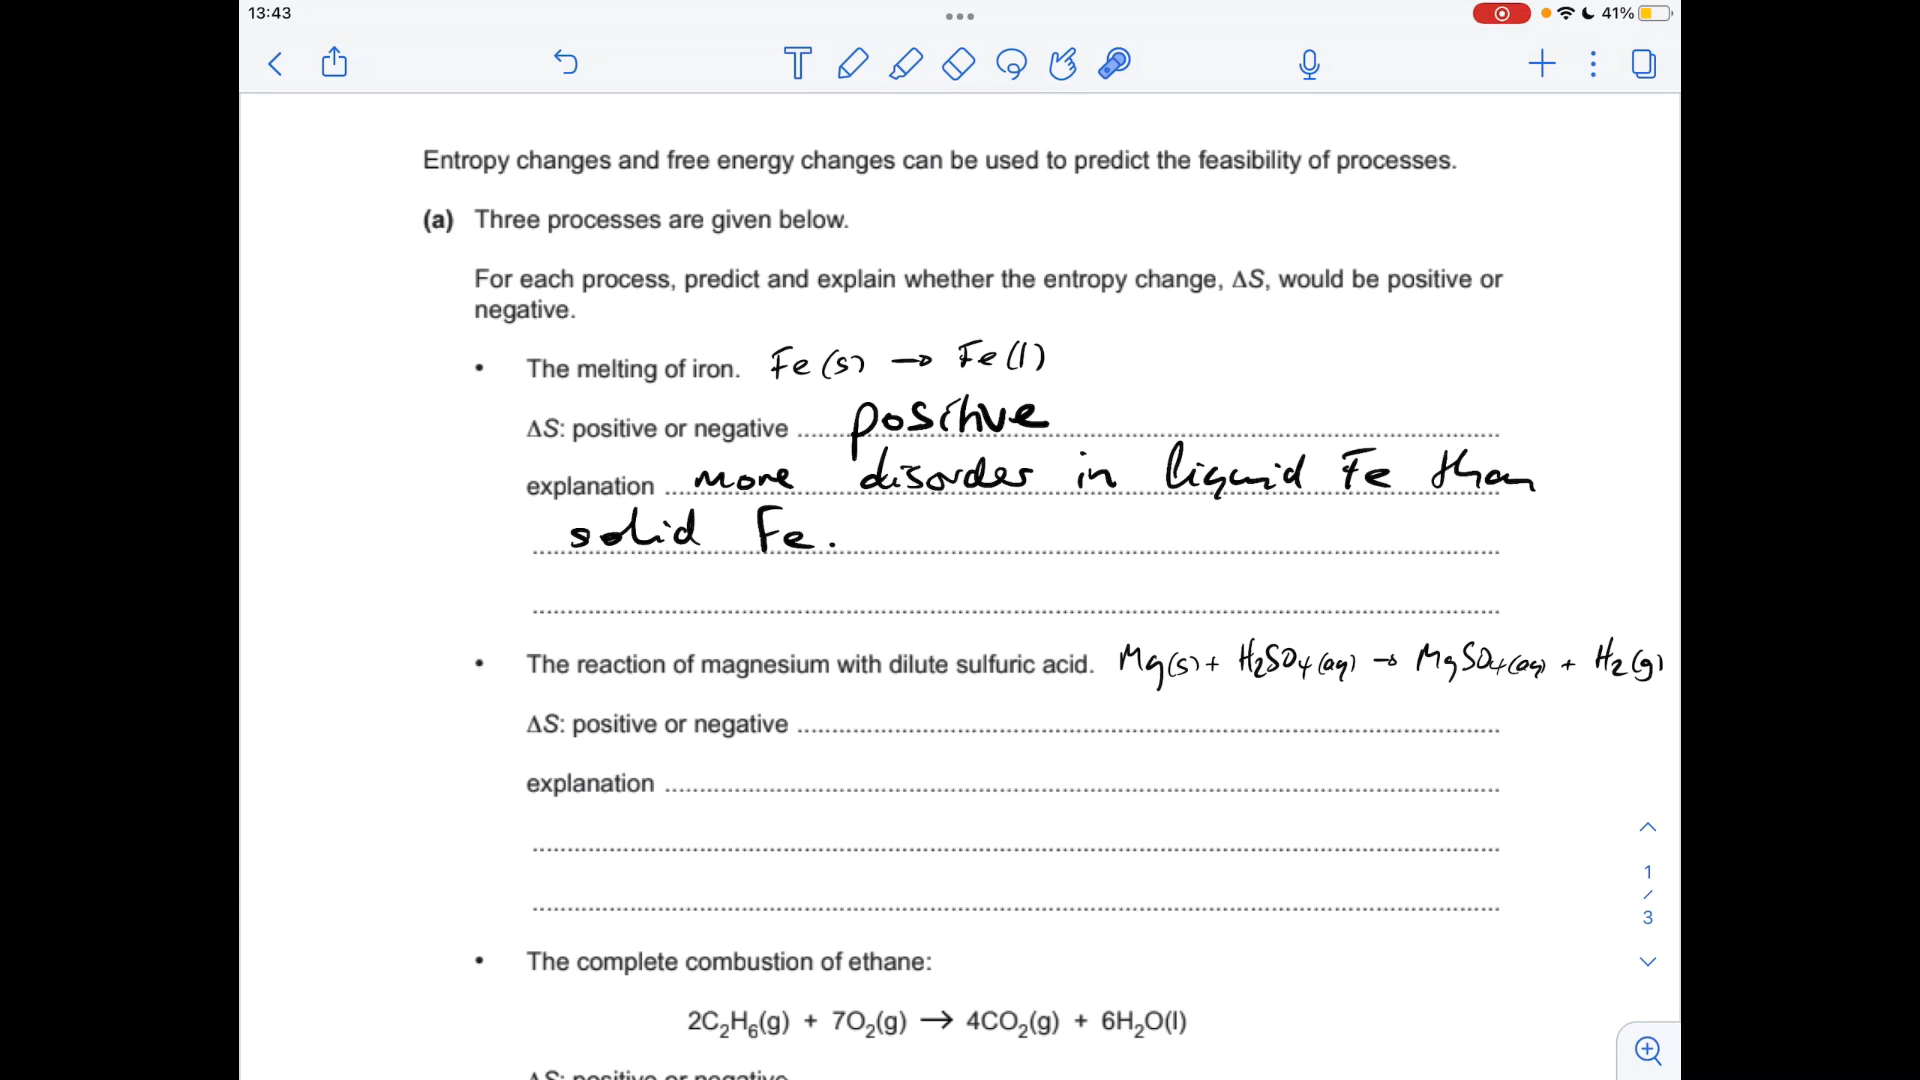 13:43
41%
Entropy changes and free energy changes can be used to predict the feasibility of processes.
(a) Three processes are given below.
For each process, predict and explain whether the entropy change, ΔS, would be positive or
negative.
• The melting of iron. Fe(s) → Fe(l)
ΔS: positive or negative positive
explanation more disorder in liquid Fe than
solid Fe.
• The reaction of magnesium with dilute sulfuric acid. Mg(s) + H₂SO₄(aq) → MgSO₄(aq) + H₂(g)
ΔS: positive or negative
explanation
1
/
3
• The complete combustion of ethane:
2C₂H₆(g) + 7O₂(g) → 4CO₂(g) + 6H₂O(l)
ΔS: positive or negative